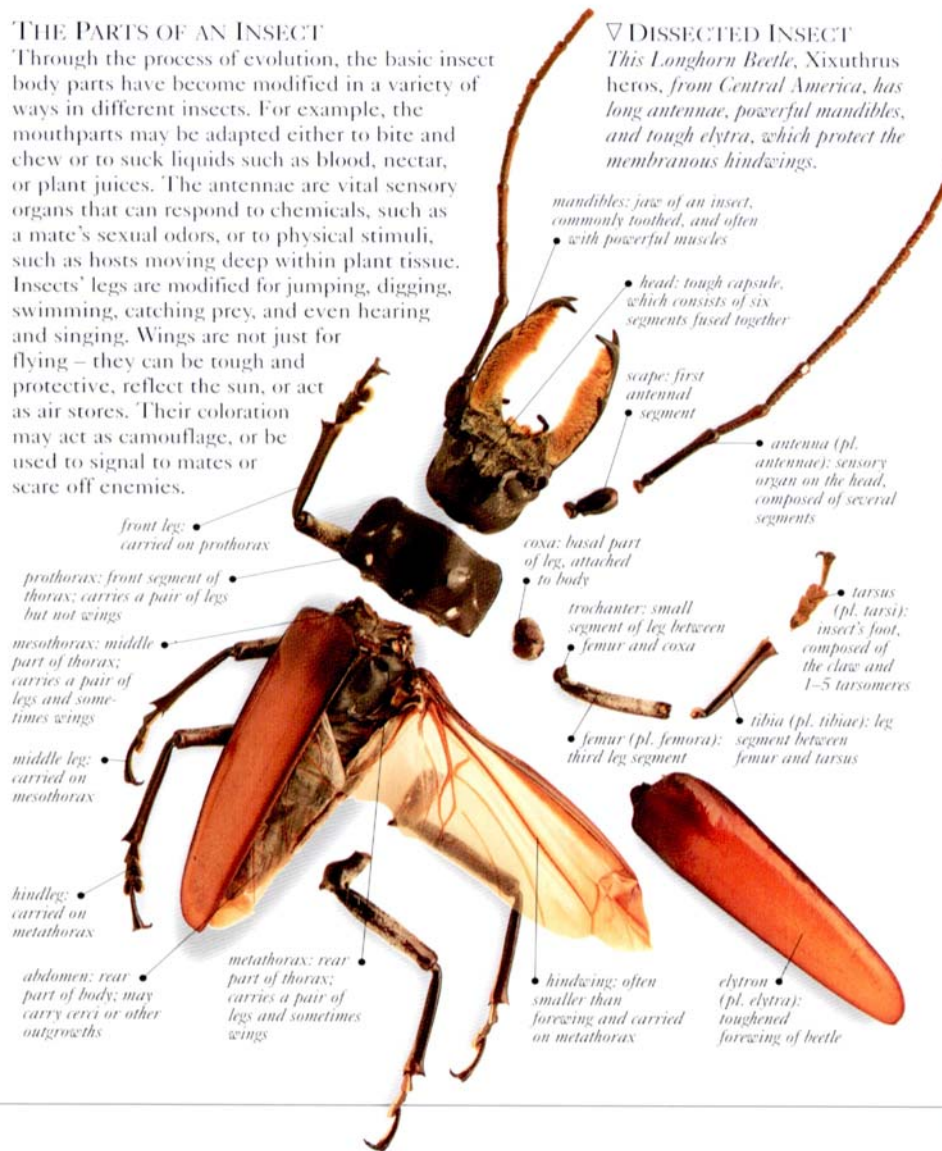 THE PARTS OF AN INSECT
Through the process of evolution, the basic insect
body parts have become modified in a variety of
ways in different insects. For example, the
mouthparts may be adapted either to bite and
chew or to suck liquids such as blood, nectar,
or plant juices. The antennae are vital sensory
organs that can respond to chemicals, such as
a mate's sexual odors, or to physical stimuli,
such as hosts moving deep within plant tissue.
Insects' legs are modified for jumping, digging,
swimming, catching prey, and even hearing
and singing. Wings are not just for
flying – they can be tough and
protective, reflect the sun, or act
as air stores. Their coloration
may act as camouflage, or be
used to signal to mates or
scare off enemies.
▽ DISSECTED INSECT
This Longhorn Beetle, Xixuthrus
heros, from Central America, has
long antennae, powerful mandibles,
and tough elytra, which protect the
membranous hindwings.
mandibles: jaw of an insect,
commonly toothed, and often
with powerful muscles
head: tough capsule,
which consists of six
segments fused together
scape: first
antennal
segment
antenna (pl.
antennae): sensory
organ on the head,
composed of several
segments
front leg:
carried on prothorax
prothorax: front segment of
thorax; carries a pair of legs
but not wings
coxa: basal part
of leg, attached
to body
trochanter: small
segment of leg between
femur and coxa
tarsus
(pl. tarsi):
insect's foot,
composed of
the claw and
1–5 tarsomeres
mesothorax: middle
part of thorax;
carries a pair of
legs and some-
times wings
femur (pl. femora):
third leg segment
tibia (pl. tibiae): leg
segment between
femur and tarsus
middle leg:
carried on
mesothorax
hindleg:
carried on
metathorax
abdomen: rear
part of body; may
carry cerci or other
outgrowths
metathorax: rear
part of thorax;
carries a pair of
legs and sometimes
wings
hindwing: often
smaller than
forewing and carried
on metathorax
elytron
(pl. elytra):
toughened
forewing of beetle